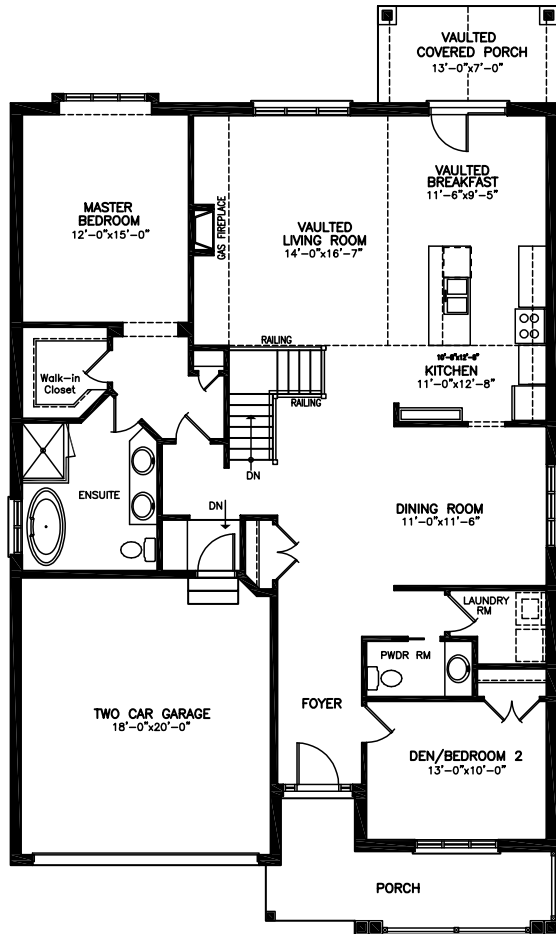 VAULTED
COVERED PORCH
13'-0"x7'-0"
VAULTED
BREAKFAST
11'-6"x9'-5"
MASTER
BEDROOM
12'-0"x15'-0"
GAS FIREPLACE
VAULTED
LIVING ROOM
14'-0"x16'-7"
RAILING
KITCHEN
11'-0"x12'-8"
Walk-in
Closet
RAILING
DN
ENSUITE
DN
DINING ROOM
11'-0"x11'-6"
LAUNDRY
RM
PWDR RM
FOYER
TWO CAR GARAGE
18'-0"x20'-0"
DEN/BEDROOM 2
13'-0"x10'-0"
PORCH